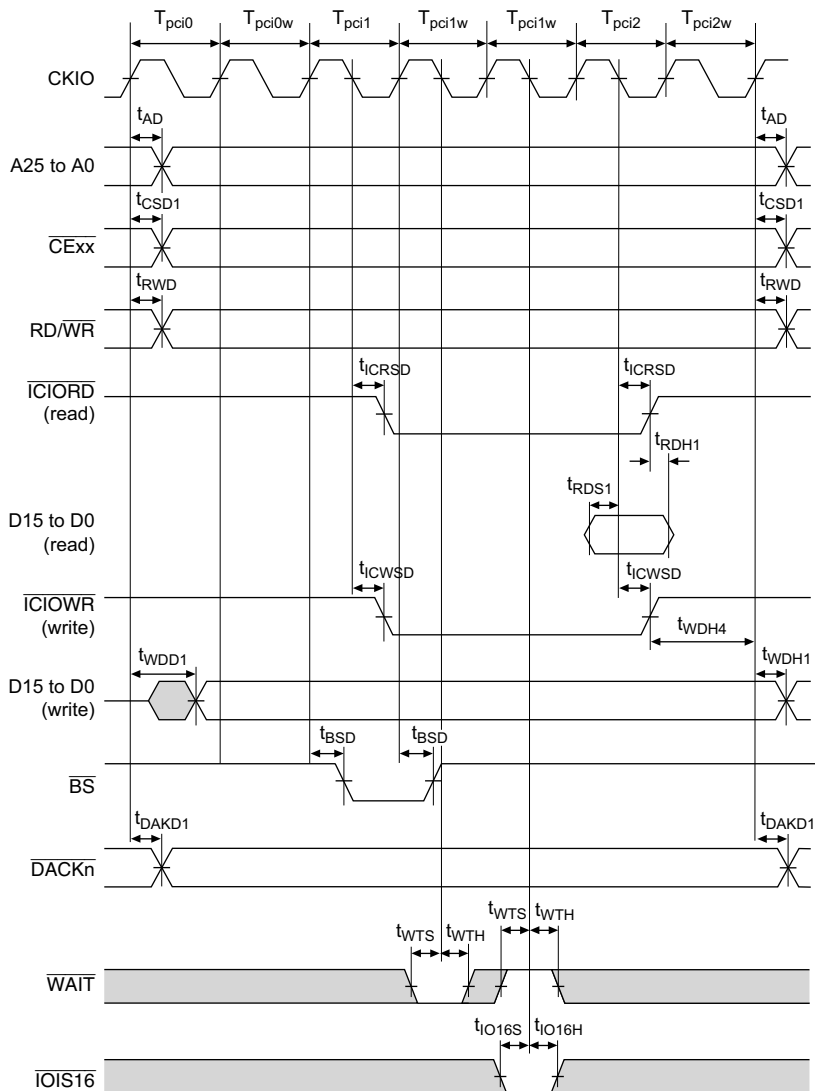 Tpci0 Tpci0w Tpci1 Tpci1w Tpci1w Tpci2 Tpci2w
CKIO
tAD tAD
A25 to A0
tCSD1 tCSD1
CExx
tRWD tRWD
RD/WR
tICRSD tICRSD
ICIORD
(read)
tRDH1
tRDS1
D15 to D0
(read)
tICWSD tICWSD
ICIOWR
(write)
tWDH4
tWDD1 tWDH1
D15 to D0
(write)
tBSD tBSD
BS
tDAKD1 tDAKD1
DACKn
tWTS tWTH tWTS tWTH
WAIT
tIO16S tIO16H
IOIS16